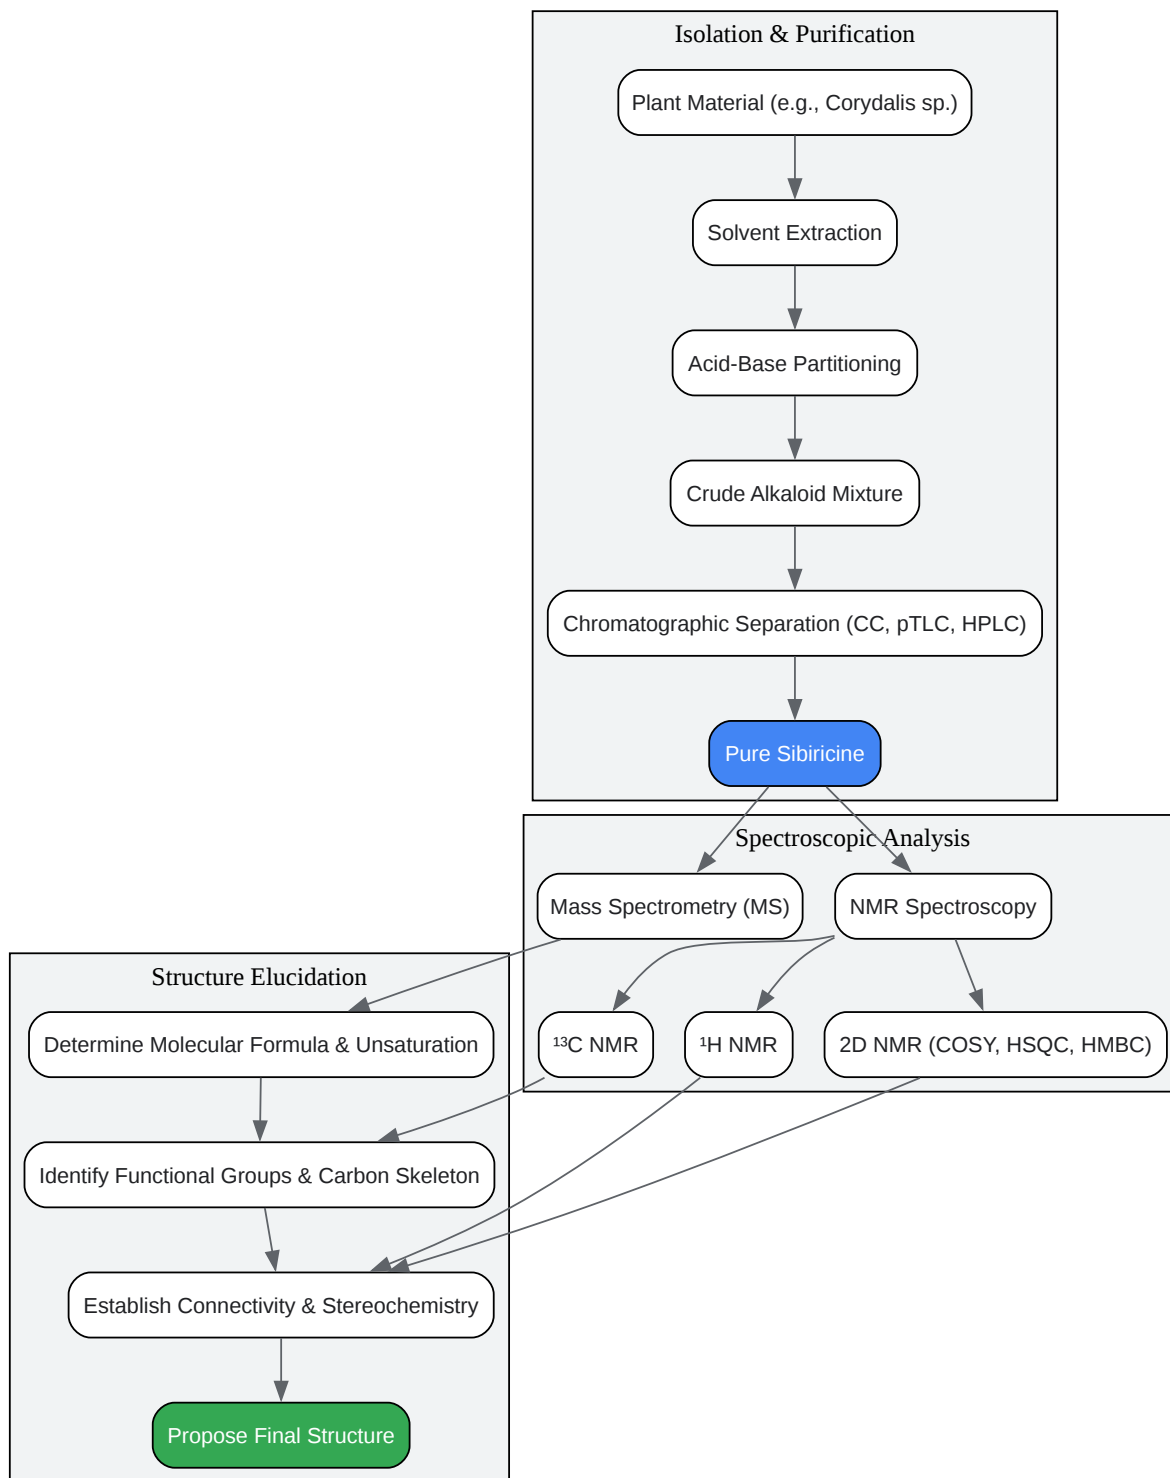 Isolation & Purification
Plant Material (e.g., Corydalis sp.)
Solvent Extraction
Acid-Base Partitioning
Crude Alkaloid Mixture
Chromatographic Separation (CC, pTLC, HPLC)
Pure Sibiricine
Spectroscopic Analysis
Mass Spectrometry (MS)
NMR Spectroscopy
¹³C NMR
¹H NMR
2D NMR (COSY, HSQC, HMBC)
Structure Elucidation
Determine Molecular Formula & Unsaturation
Identify Functional Groups & Carbon Skeleton
Establish Connectivity & Stereochemistry
Propose Final Structure